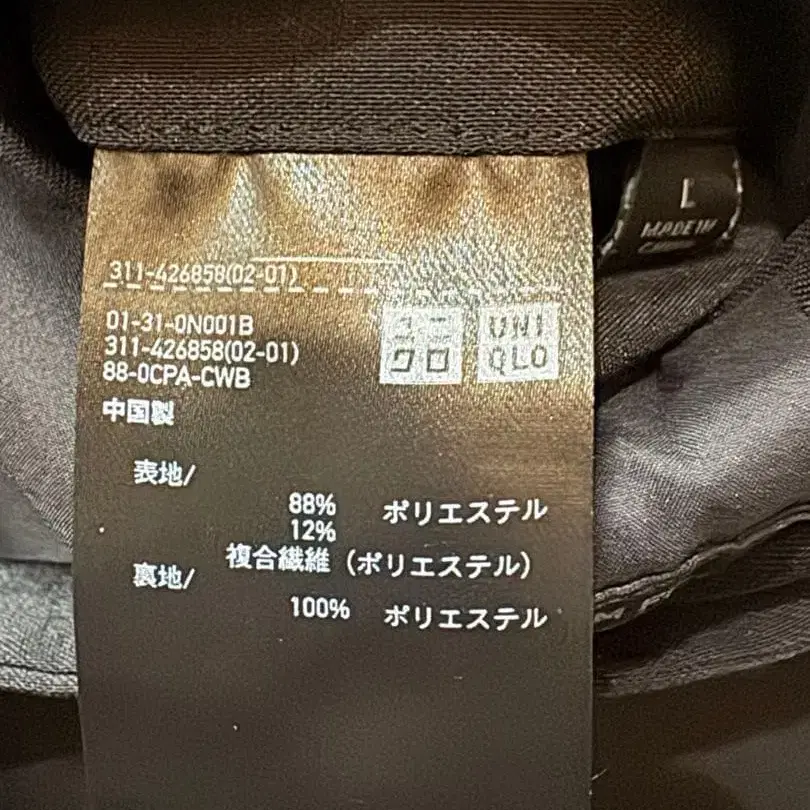 L
MADE IN
CHINA
311-426858(02-01)
01-31-0N001B
311-426858(02-01)
88-0CPA-CWB
中国製
ユニ
クロ
UNI
QLO
表地/
88% ポリエステル
12%
複合繊維（ポリエステル）
裏地/
100% ポリエステル